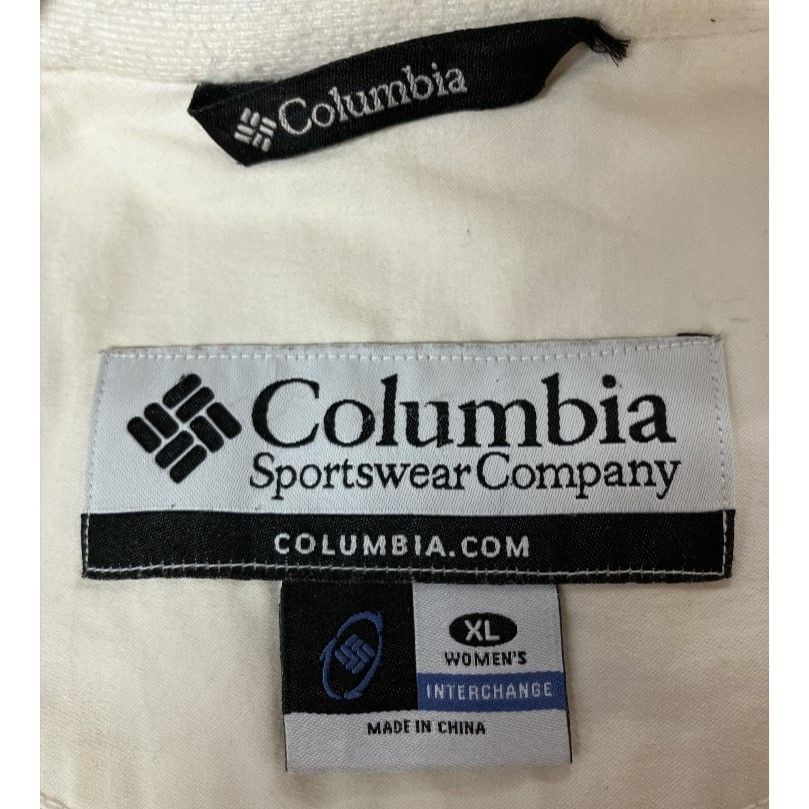 Columbia
Columbia
Sportswear Company
COLUMBIA.COM
XL
WOMEN'S
INTERCHANGE
MADE IN CHINA